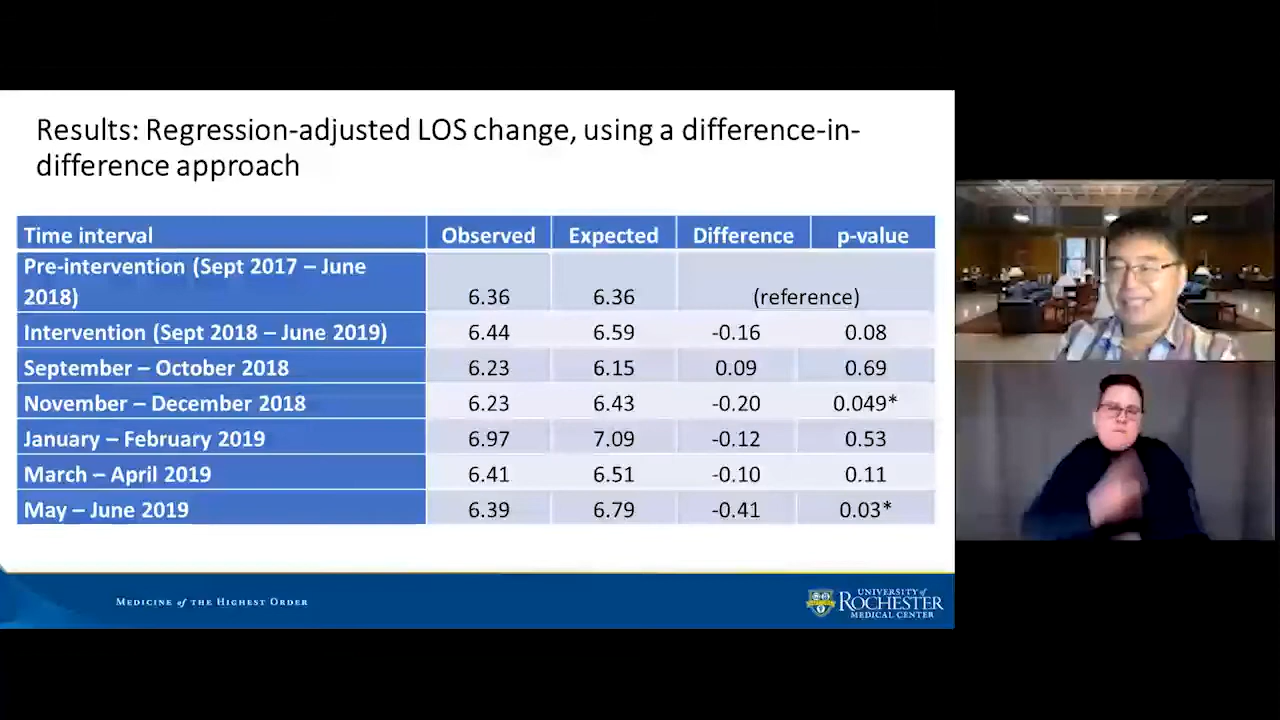 Results: Regression-adjusted LOS change, using a difference-in-
difference approach
Time interval Observed Expected Difference p-value
Pre-intervention (Sept 2017 – June
2018) 6.36 6.36 (reference)
Intervention (Sept 2018 – June 2019) 6.44 6.59 -0.16 0.08
September – October 2018 6.23 6.15 0.09 0.69
November – December 2018 6.23 6.43 -0.20 0.049*
January – February 2019 6.97 7.09 -0.12 0.53
March – April 2019 6.41 6.51 -0.10 0.11
May – June 2019 6.39 6.79 -0.41 0.03*
MEDICINE of THE HIGHEST ORDER
UNIVERSITY of
ROCHESTER
MEDICAL CENTER